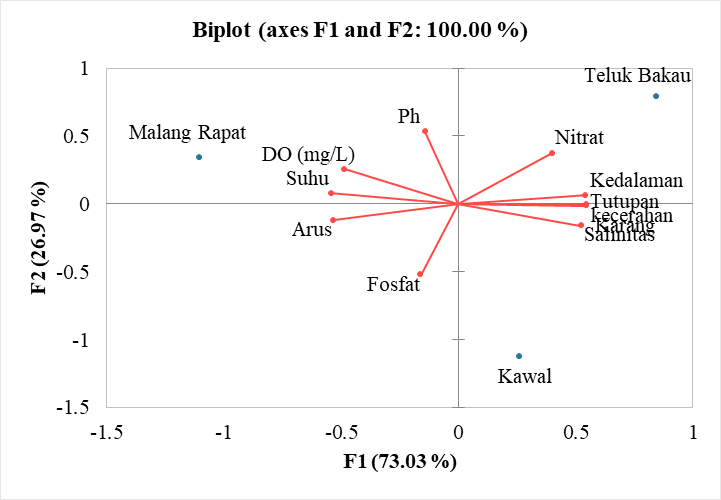 Biplot (axes F1 and F2: 100.00 %)
1
Teluk Bakau
Malang Rapat
Ph
0.5
Nitrat
DO (mg/L)
Suhu
Kedalaman
0
Tutupan
kecerahan
Karang
Arus
Salinitas
Fosfat
-0.5
-1
Kawal
-1.5
-1.5
-1
-0.5
0
0.5
1
F1 (73.03 %)
F2 (26.97 %)